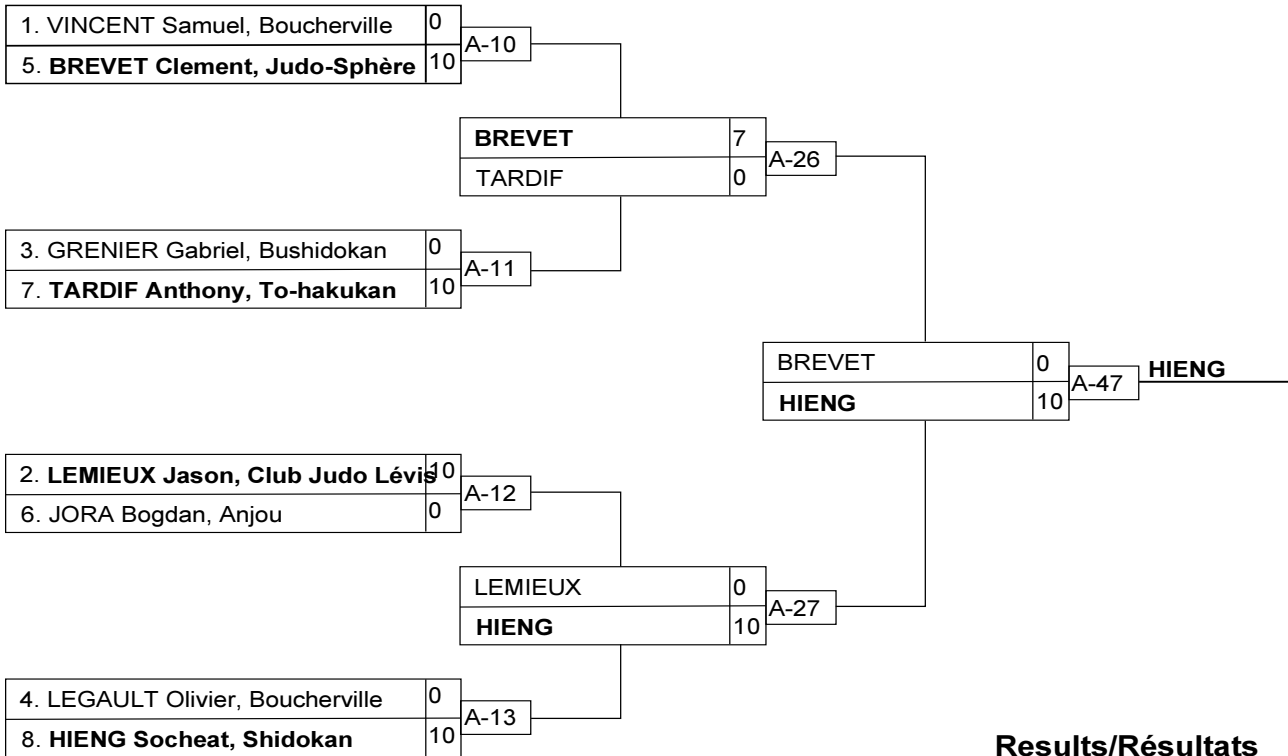 1. VINCENT Samuel, Boucherville 0
A-10
5. BREVET Clement, Judo-Sphère 10
BREVET 7
A-26
TARDIF 0
3. GRENIER Gabriel, Bushidokan 0
A-11
7. TARDIF Anthony, To-hakukan 10
BREVET 0
A-47
HIENG
HIENG 10
2. LEMIEUX Jason, Club Judo Lévis 10
A-12
6. JORA Bogdan, Anjou 0
LEMIEUX 0
A-27
HIENG 10
4. LEGAULT Olivier, Boucherville 0
A-13
8. HIENG Socheat, Shidokan 10
Results/Résultats